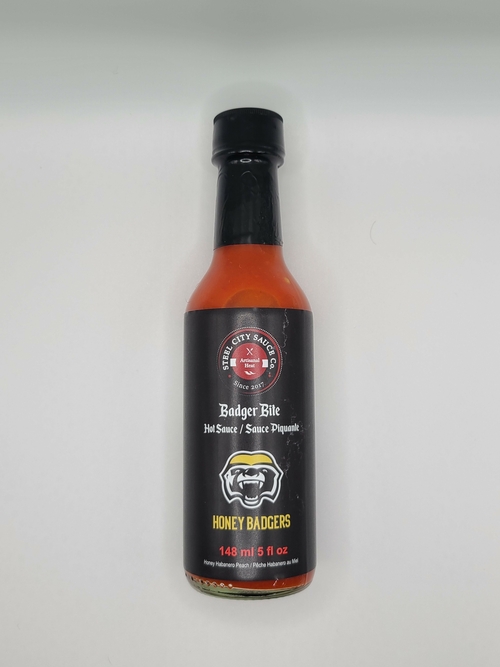 STEEL CITY SAUCE Co.
Artisanal
Heat
Since 2017
Badger Bite
Hot Sauce / Sauce Piquante
HONEY BADGERS
148 ml 5 fl oz
Honey Habanero Peach / Pêche Habanero au Miel